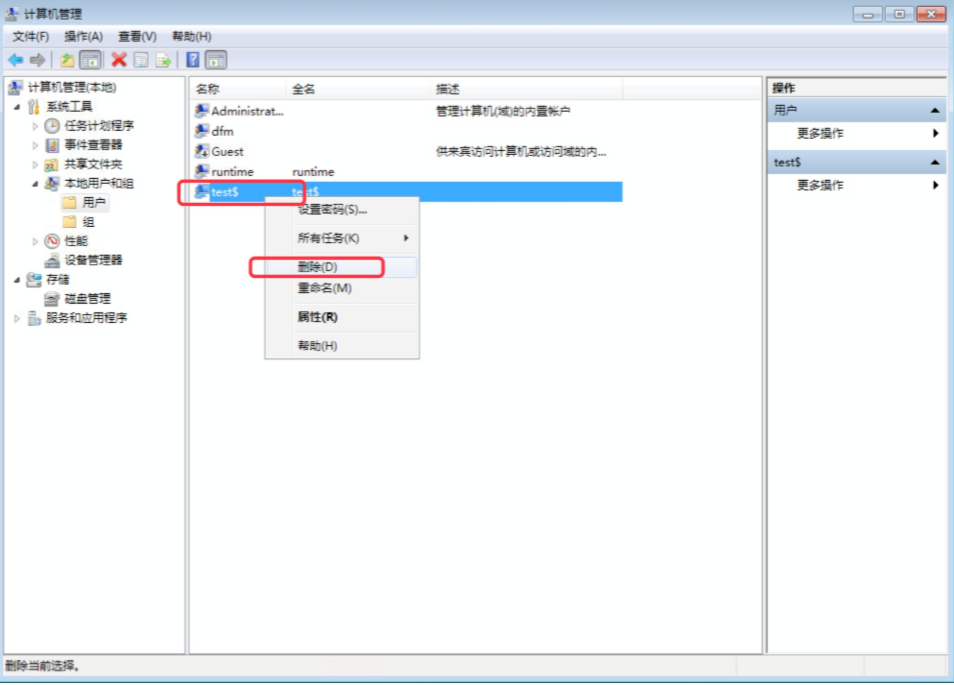 计算机管理
文件(F) 操作(A) 查看(V) 帮助(H)
计算机管理(本地)
系统工具
任务计划程序
事件查看器
共享文件夹
本地用户和组
用户
组
性能
设备管理器
存储
磁盘管理
服务和应用程序
名称 全名 描述
Administrat... 管理计算机(域)的内置帐户
dfm
Guest 供来宾访问计算机或访问域的内...
runtime runtime
test$ test$
设置密码(S)...
所有任务(K)
删除(D)
重命名(M)
属性(R)
帮助(H)
操作
用户
更多操作
test$
更多操作
删除当前选择。